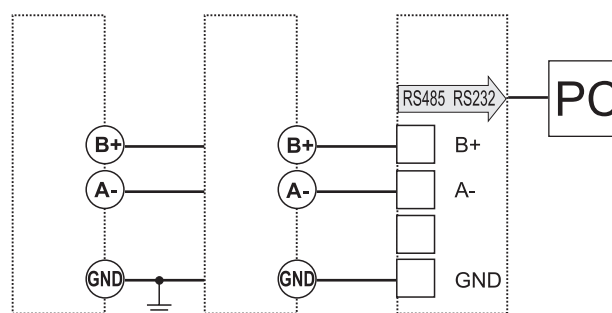 RS485 RS232
PC
B+ B+ B+
A- A- A-
GND GND GND